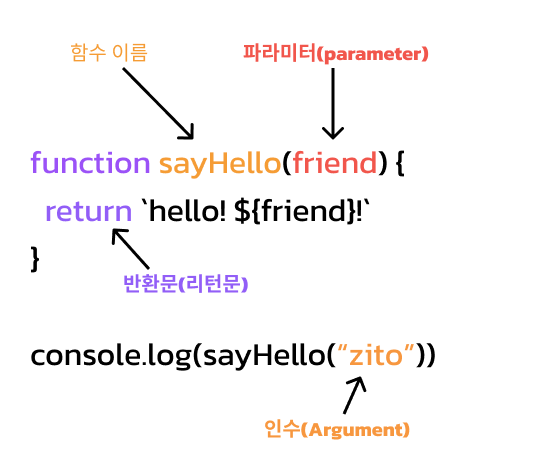 함수 이름 파라미터(parameter)
function sayHello(friend) {
return `hello! ${friend}!`
}
반환문(리턴문)
console.log(sayHello(“zito”))
인수(Argument)